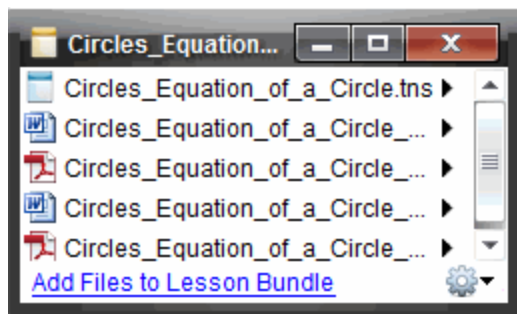 Circles_Equation...
Circles_Equation_of_a_Circle.tns
Circles_Equation_of_a_Circle_...
Circles_Equation_of_a_Circle_...
Circles_Equation_of_a_Circle_...
Circles_Equation_of_a_Circle_...
Add Files to Lesson Bundle